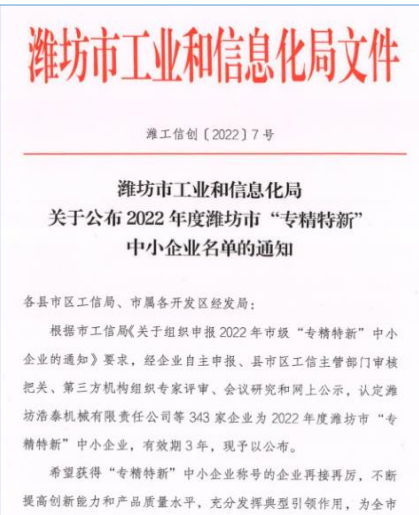 潍坊市工业和信息化局文件
潍工信创〔2022〕7号
潍坊市工业和信息化局
关于公布 2022 年度潍坊市“专精特新”
中小企业名单的通知
各县市区工信局、市属各开发区经发局：
根据市工信局《关于组织申报2022年市级“专精特新”中小
企业的通知》要求，经企业自主申报、县市区工信主管部门审核
把关、第三方机构组织专家评审、会议研究和网上公示，认定潍
坊浩泰机械有限责任公司等 343 家企业为 2022 年度潍坊市“专
精特新”中小企业，有效期3年，现予以公布。
希望获得“专精特新”中小企业称号的企业再接再厉，不断
提高创新能力和产品质量水平，充分发挥典型引领作用，为全市